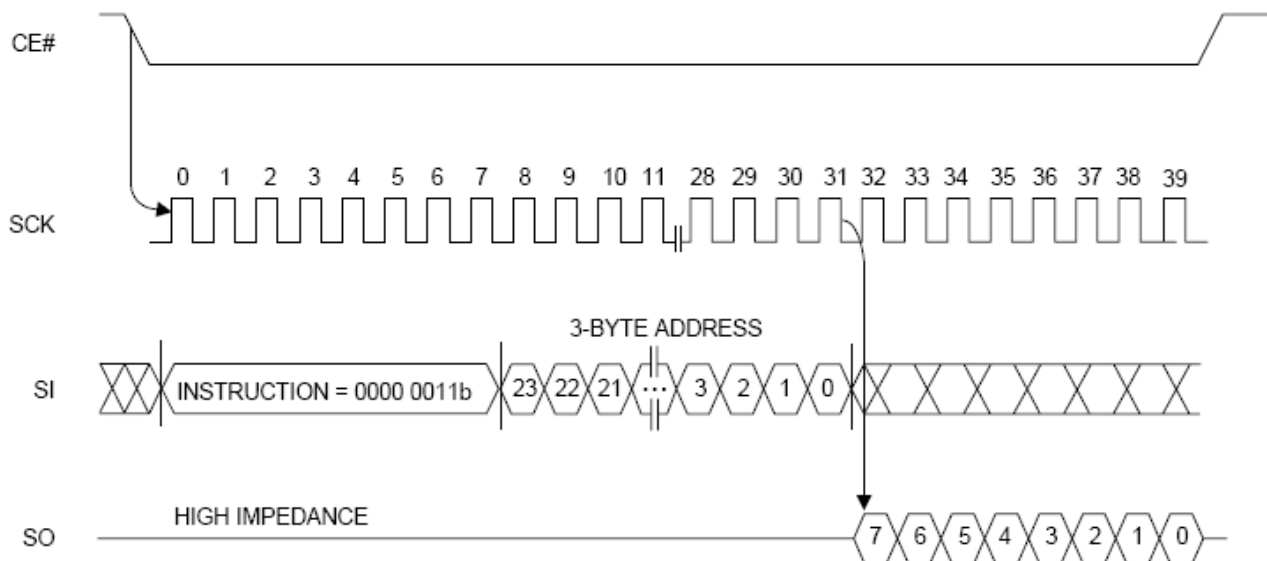 CE#
0 1 2 3 4 5 6 7 8 9 10 11 28 29 30 31 32 33 34 35 36 37 38 39
SCK
3-BYTE ADDRESS
SI INSTRUCTION = 0000 0011b 23 22 21 ... 3 2 1 0
HIGH IMPEDANCE
SO 7 6 5 4 3 2 1 0